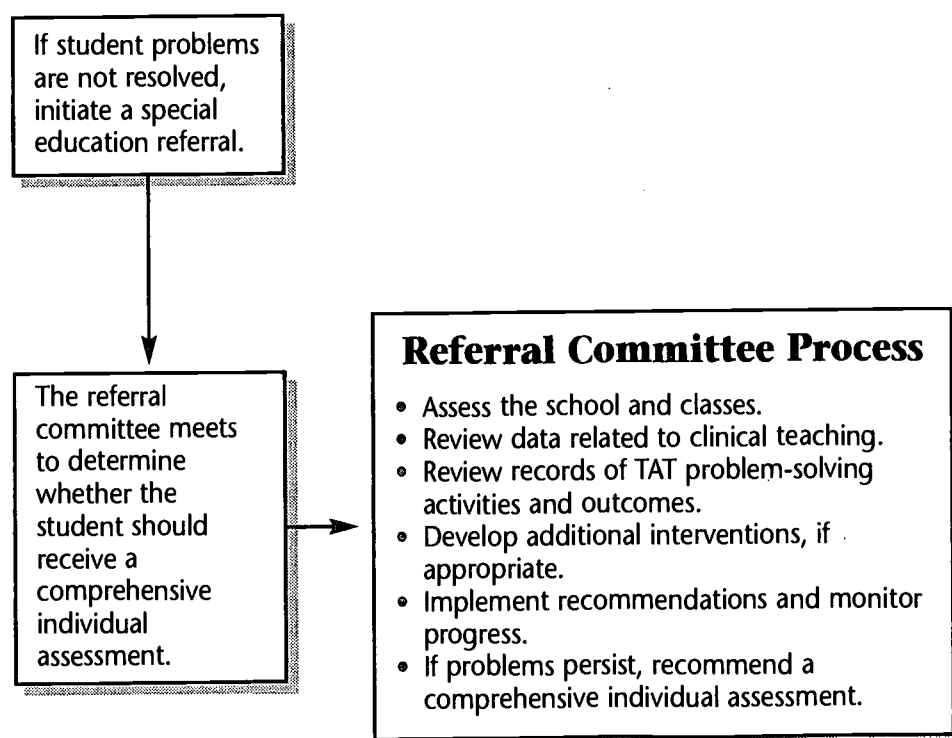 If student problems
are not resolved,
initiate a special
education referral.
The referral
committee meets
to determine
whether the
student should
receive a
comprehensive
individual
assessment.
Referral Committee Process
• Assess the school and classes.
• Review data related to clinical teaching.
• Review records of TAT problem-solving
activities and outcomes.
• Develop additional interventions, if
appropriate.
• Implement recommendations and monitor
progress.
• If problems persist, recommend a
comprehensive individual assessment.